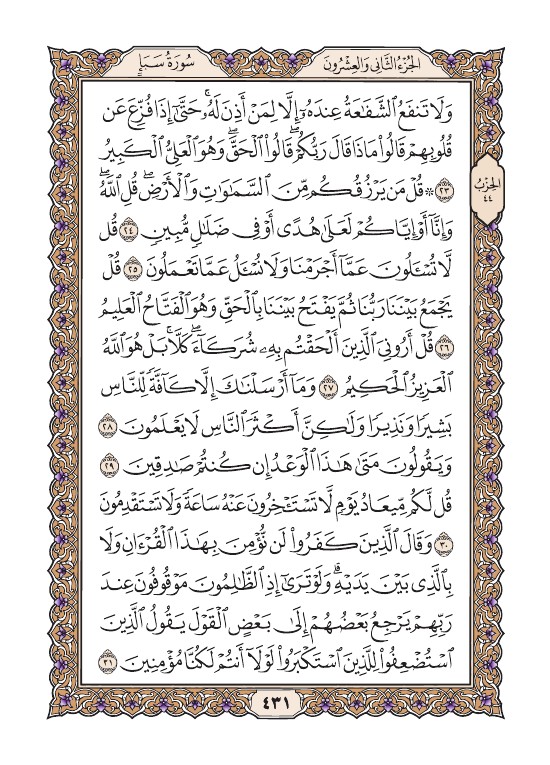 الجُزْءُ الثَّانِي وَالعِشْرُونَ
سُورَةُ سَبَإٍ
وَلَا تَنفَعُ ٱلشَّفَٰعَةُ عِندَهُۥٓ إِلَّا لِمَنْ أَذِنَ لَهُۥۚ حَتَّىٰٓ إِذَا فُزِّعَ عَن
قُلُوبِهِمْ قَالُوا۟ مَاذَا قَالَ رَبُّكُمْۖ قَالُوا۟ ٱلْحَقَّۖ وَهُوَ ٱلْعَلِىُّ ٱلْكَبِيرُ
٢٣ ۞ قُلْ مَن يَرْزُقُكُم مِّنَ ٱلسَّمَٰوَٰتِ وَٱلْأَرْضِۖ قُلِ ٱللَّهُۖ
وَإِنَّآ أَوْ إِيَّاكُمْ لَعَلَىٰ هُدًى أَوْ فِى ضَلَٰلٍ مُّبِينٍ ٢٤ قُل
لَّا تُسْـَٔلُونَ عَمَّآ أَجْرَمْنَا وَلَا نُسْـَٔلُ عَمَّا تَعْمَلُونَ ٢٥ قُلْ
يَجْمَعُ بَيْنَنَا رَبُّنَا ثُمَّ يَفْتَحُ بَيْنَنَا بِٱلْحَقِّ وَهُوَ ٱلْفَتَّاحُ ٱلْعَلِيمُ
٢٦ قُلْ أَرُونِىَ ٱلَّذِينَ أَلْحَقْتُم بِهِۦ شُرَكَآءَۖ كَلَّاۚ بَلْ هُوَ ٱللَّهُ
ٱلْعَزِيزُ ٱلْحَكِيمُ ٢٧ وَمَآ أَرْسَلْنَٰكَ إِلَّا كَآفَّةً لِّلنَّاسِ
بَشِيرًا وَنَذِيرًا وَلَٰكِنَّ أَكْثَرَ ٱلنَّاسِ لَا يَعْلَمُونَ ٢٨
وَيَقُولُونَ مَتَىٰ هَٰذَا ٱلْوَعْدُ إِن كُنتُمْ صَٰدِقِينَ ٢٩
قُل لَّكُم مِّيعَادُ يَوْمٍ لَّا تَسْتَـْٔخِرُونَ عَنْهُ سَاعَةً وَلَا تَسْتَقْدِمُونَ
٣٠ وَقَالَ ٱلَّذِينَ كَفَرُوا۟ لَن نُّؤْمِنَ بِهَٰذَا ٱلْقُرْءَانِ وَلَا
بِٱلَّذِى بَيْنَ يَدَيْهِۗ وَلَوْ تَرَىٰٓ إِذِ ٱلظَّٰلِمُونَ مَوْقُوفُونَ عِندَ
رَبِّهِمْ يَرْجِعُ بَعْضُهُمْ إِلَىٰ بَعْضٍ ٱلْقَوْلَ يَقُولُ ٱلَّذِينَ
ٱسْتُضْعِفُوا۟ لِلَّذِينَ ٱسْتَكْبَرُوا۟ لَوْلَآ أَنتُمْ لَكُنَّا مُؤْمِنِينَ ٣١
الحِزْبُ
٤٤
٤٣١